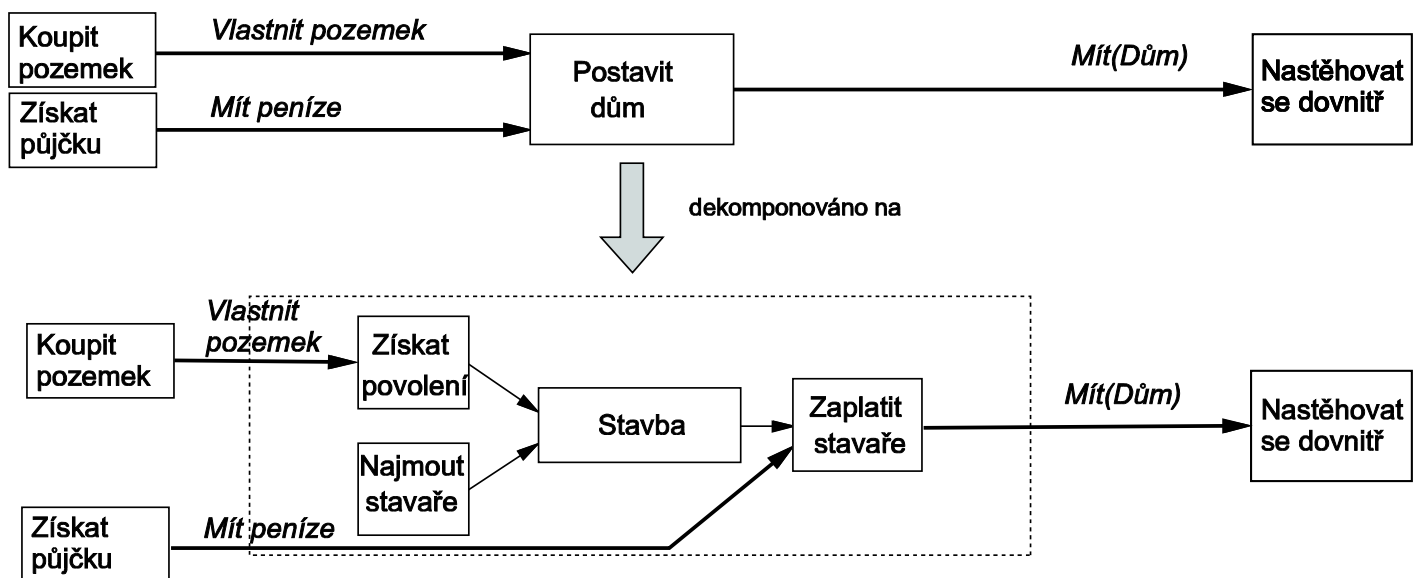 Koupit
pozemek
Vlastnit pozemek
Získat
půjčku
Mít peníze
Postavit
dům
Mít(Dům)
Nastěhovat
se dovnitř
dekomponováno na
Koupit
pozemek
Vlastnit
pozemek
Získat
povolení
Najmout
stavaře
Stavba
Zaplatit
stavaře
Mít(Dům)
Nastěhovat
se dovnitř
Získat
půjčku
Mít peníze